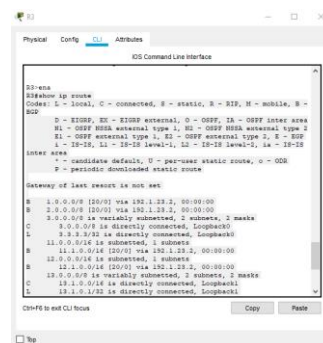 R3
Physical Config CLI Attributes
IOS Command Line Interface
R3>ena
R3#show ip route
Codes: L - local, C - connected, S - static, R - RIP, M - mobile, B -
BGP
D - EIGRP, EX - EIGRP external, O - OSPF, IA - OSPF inter area
N1 - OSPF NSSA external type 1, N2 - OSPF NSSA external type 2
E1 - OSPF external type 1, E2 - OSPF external type 2, E - EGP
i - IS-IS, L1 - IS-IS level-1, L2 - IS-IS level-2, ia - IS-IS
inter area
* - candidate default, U - per-user static route, o - ODR
P - periodic downloaded static route
Gateway of last resort is not set
B 1.0.0.0/8 [20/0] via 192.1.23.2, 00:00:00
B 2.0.0.0/8 [20/0] via 192.1.23.2, 00:00:00
3.0.0.0/8 is variably subnetted, 2 subnets, 2 masks
C 3.0.0.0/8 is directly connected, Loopback0
L 3.3.3.3/32 is directly connected, Loopback0
11.0.0.0/16 is subnetted, 1 subnets
B 11.1.0.0/16 [20/0] via 192.1.23.2, 00:00:00
12.0.0.0/16 is subnetted, 1 subnets
B 12.1.0.0/16 [20/0] via 192.1.23.2, 00:00:00
13.0.0.0/8 is variably subnetted, 2 subnets, 2 masks
C 13.1.0.0/16 is directly connected, Loopback1
L 13.1.0.1/32 is directly connected, Loopback1
Ctrl+F6 to exit CLI focus
Copy Paste
Top